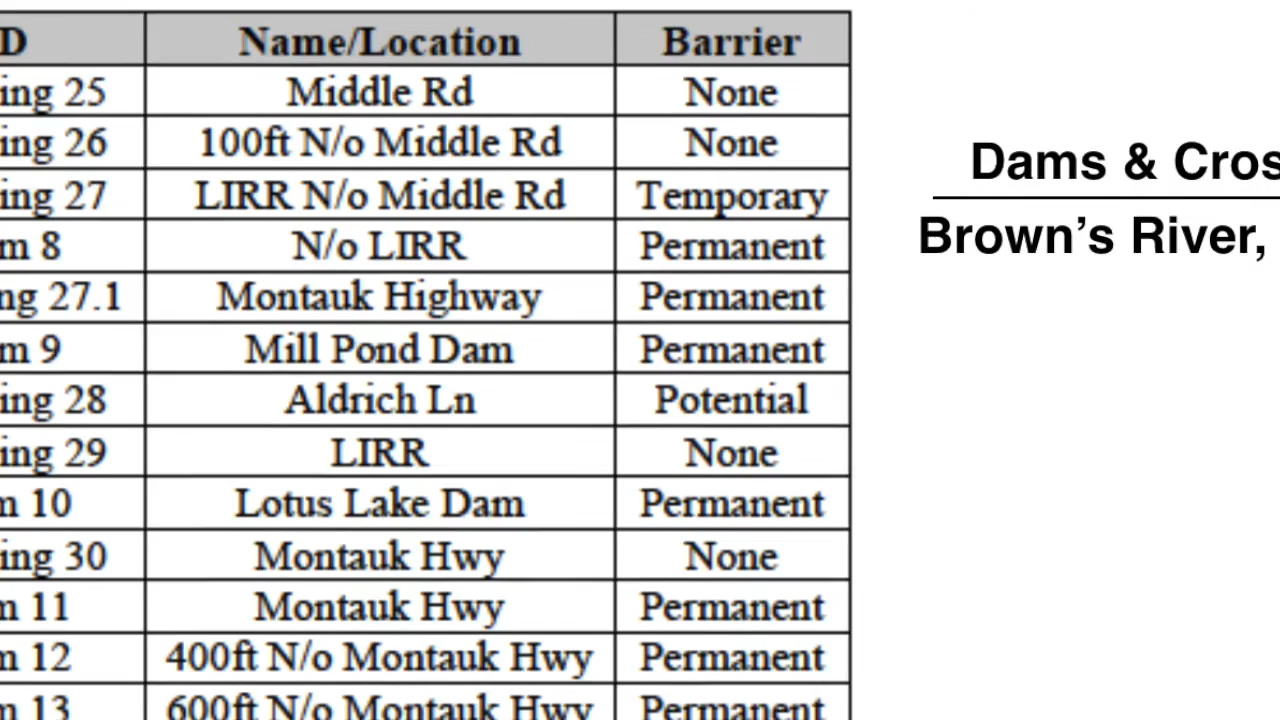 D Name/Location Barrier
ing 25 Middle Rd None
ing 26 100ft N/o Middle Rd None
ing 27 LIRR N/o Middle Rd Temporary
m 8 N/o LIRR Permanent
ng 27.1 Montauk Highway Permanent
m 9 Mill Pond Dam Permanent
ing 28 Aldrich Ln Potential
ing 29 LIRR None
m 10 Lotus Lake Dam Permanent
ing 30 Montauk Hwy None
m 11 Montauk Hwy Permanent
m 12 400ft N/o Montauk Hwy Permanent
m 13 600ft N/o Montauk Hwy Permanent
Dams & Cros
Brown’s River,